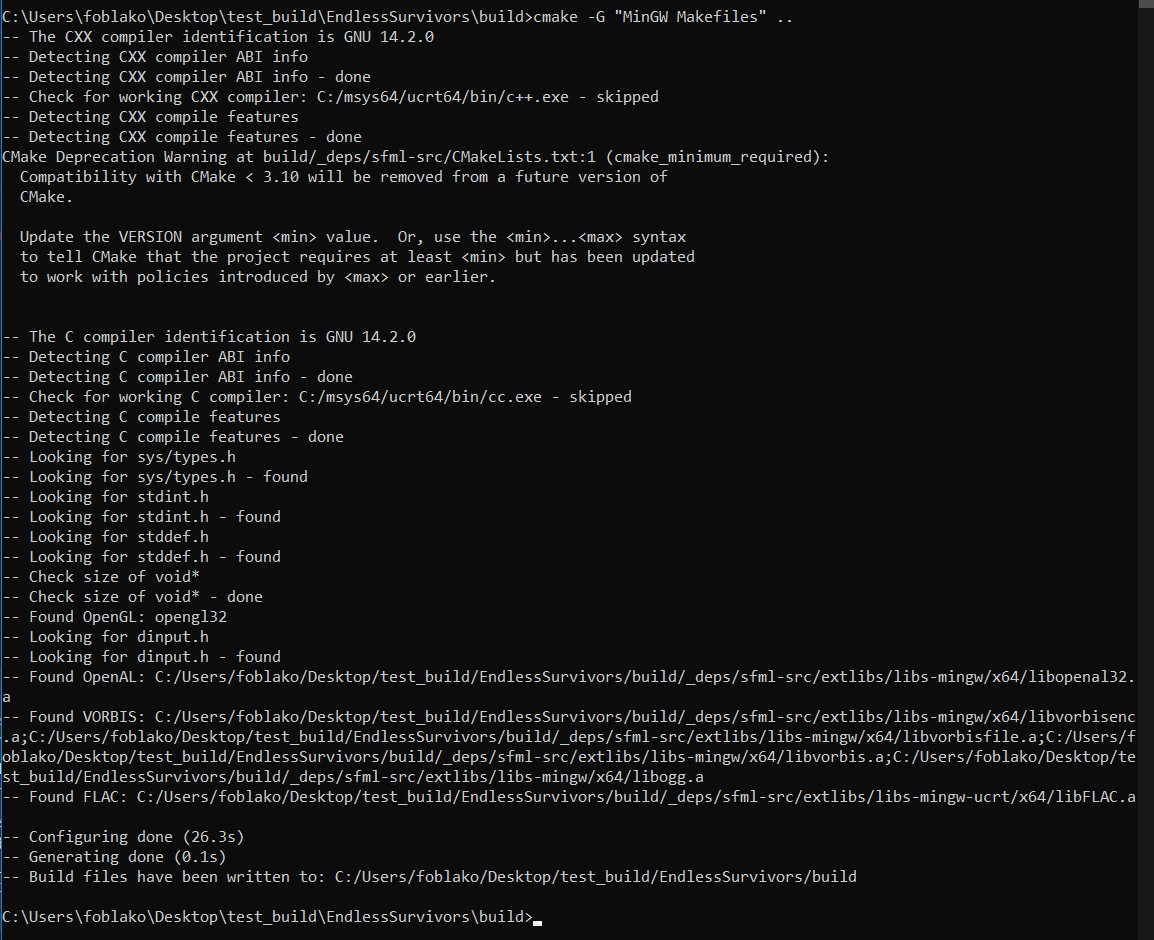 C:\Users\foblako\Desktop\test_build\EndlessSurvivors\build>cmake -G "MinGW Makefiles" ..
-- The CXX compiler identification is GNU 14.2.0
-- Detecting CXX compiler ABI info
-- Detecting CXX compiler ABI info - done
-- Check for working CXX compiler: C:/msys64/ucrt64/bin/c++.exe - skipped
-- Detecting CXX compile features
-- Detecting CXX compile features - done
CMake Deprecation Warning at build/_deps/sfml-src/CMakeLists.txt:1 (cmake_minimum_required):
  Compatibility with CMake < 3.10 will be removed from a future version of
  CMake.

  Update the VERSION argument <min> value.  Or, use the <min>...<max> syntax
  to tell CMake that the project requires at least <min> but has been updated
  to work with policies introduced by <max> or earlier.


-- The C compiler identification is GNU 14.2.0
-- Detecting C compiler ABI info
-- Detecting C compiler ABI info - done
-- Check for working C compiler: C:/msys64/ucrt64/bin/cc.exe - skipped
-- Detecting C compile features
-- Detecting C compile features - done
-- Looking for sys/types.h
-- Looking for sys/types.h - found
-- Looking for stdint.h
-- Looking for stdint.h - found
-- Looking for stddef.h
-- Looking for stddef.h - found
-- Check size of void*
-- Check size of void* - done
-- Found OpenGL: opengl32
-- Looking for dinput.h
-- Looking for dinput.h - found
-- Found OpenAL: C:/Users/foblako/Desktop/test_build/EndlessSurvivors/build/_deps/sfml-src/extlibs/libs-mingw/x64/libopenal32.
a
-- Found VORBIS: C:/Users/foblako/Desktop/test_build/EndlessSurvivors/build/_deps/sfml-src/extlibs/libs-mingw/x64/libvorbisenc
.a;C:/Users/foblako/Desktop/test_build/EndlessSurvivors/build/_deps/sfml-src/extlibs/libs-mingw/x64/libvorbisfile.a;C:/Users/f
oblako/Desktop/test_build/EndlessSurvivors/build/_deps/sfml-src/extlibs/libs-mingw/x64/libvorbis.a;C:/Users/foblako/Desktop/te
st_build/EndlessSurvivors/build/_deps/sfml-src/extlibs/libs-mingw/x64/libogg.a
-- Found FLAC: C:/Users/foblako/Desktop/test_build/EndlessSurvivors/build/_deps/sfml-src/extlibs/libs-mingw-ucrt/x64/libFLAC.a

-- Configuring done (26.3s)
-- Generating done (0.1s)
-- Build files have been written to: C:/Users/foblako/Desktop/test_build/EndlessSurvivors/build

C:\Users\foblako\Desktop\test_build\EndlessSurvivors\build>